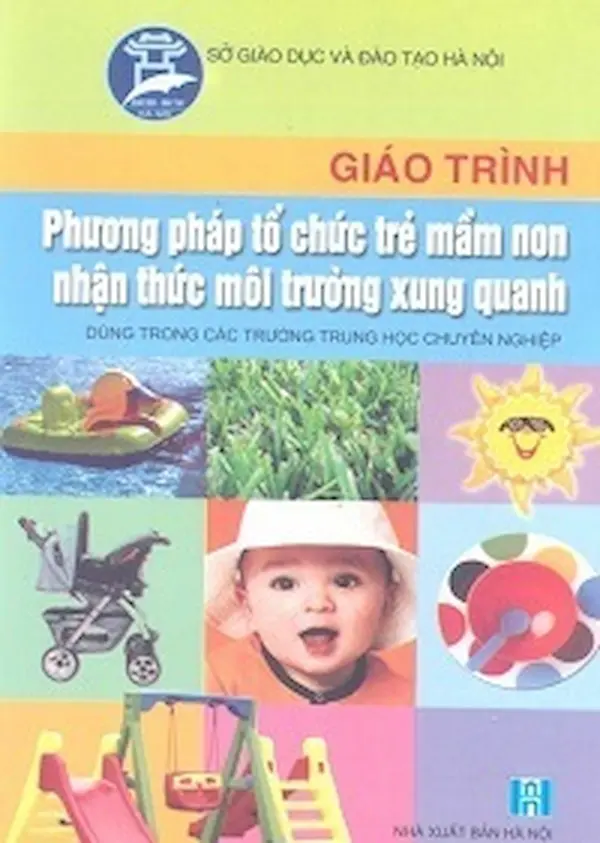 SỞ GIÁO DỤC VÀ ĐÀO TẠO HÀ NỘI
GIÁO TRÌNH
Phương pháp tổ chức trẻ mầm non
nhận thức môi trường xung quanh
DÙNG TRONG CÁC TRƯỜNG TRUNG HỌC CHUYÊN NGHIỆP
NHÀ XUẤT BẢN HÀ NỘI